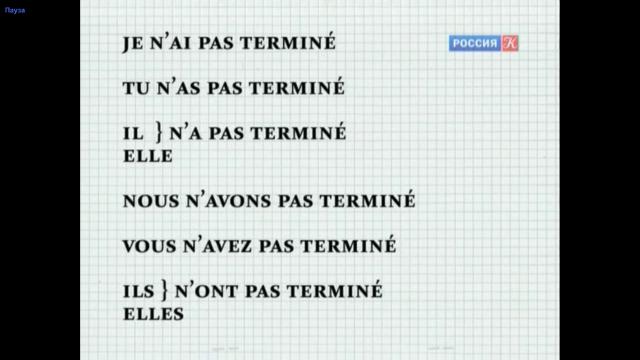 Пауза
JE N'AI PAS TERMINÉ
РОССИЯ К
TU N'AS PAS TERMINÉ
IL } N'A PAS TERMINÉ
ELLE
NOUS N'AVONS PAS TERMINÉ
VOUS N'AVEZ PAS TERMINÉ
ILS } N'ONT PAS TERMINÉ
ELLES